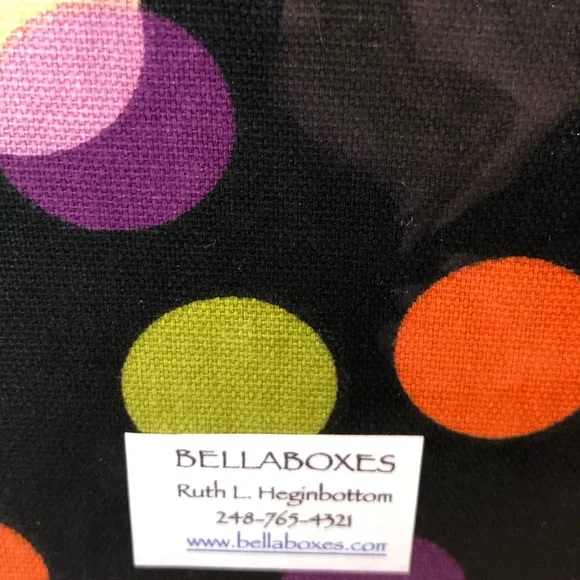 BELLABOXES
Ruth L. Heginbottom
248-765-4321
www.bellaboxes.com